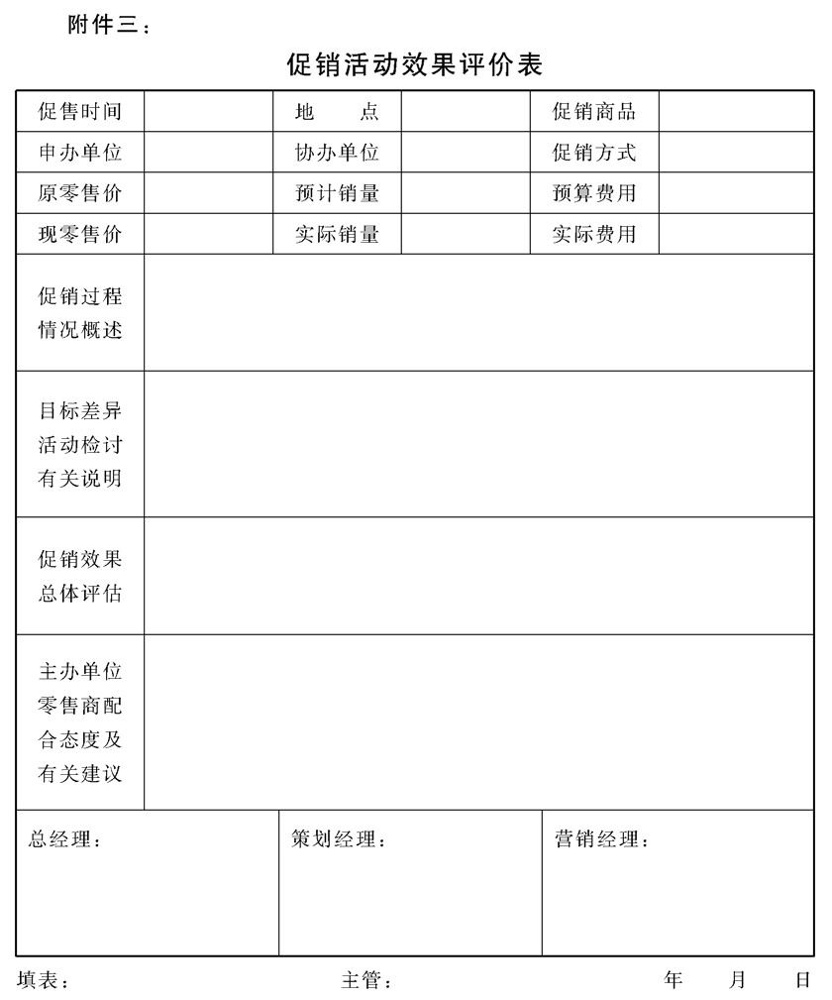 附件三：
促销活动效果评价表
促售时间 地 点 促销商品
申办单位 协办单位 促销方式
原零售价 预计销量 预算费用
现零售价 实际销量 实际费用
促销过程
情况概述
目标差异
活动检讨
有关说明
促销效果
总体评估
主办单位
零售商配
合态度及
有关建议
总经理： 策划经理： 营销经理：
填表： 主管： 年 月 日